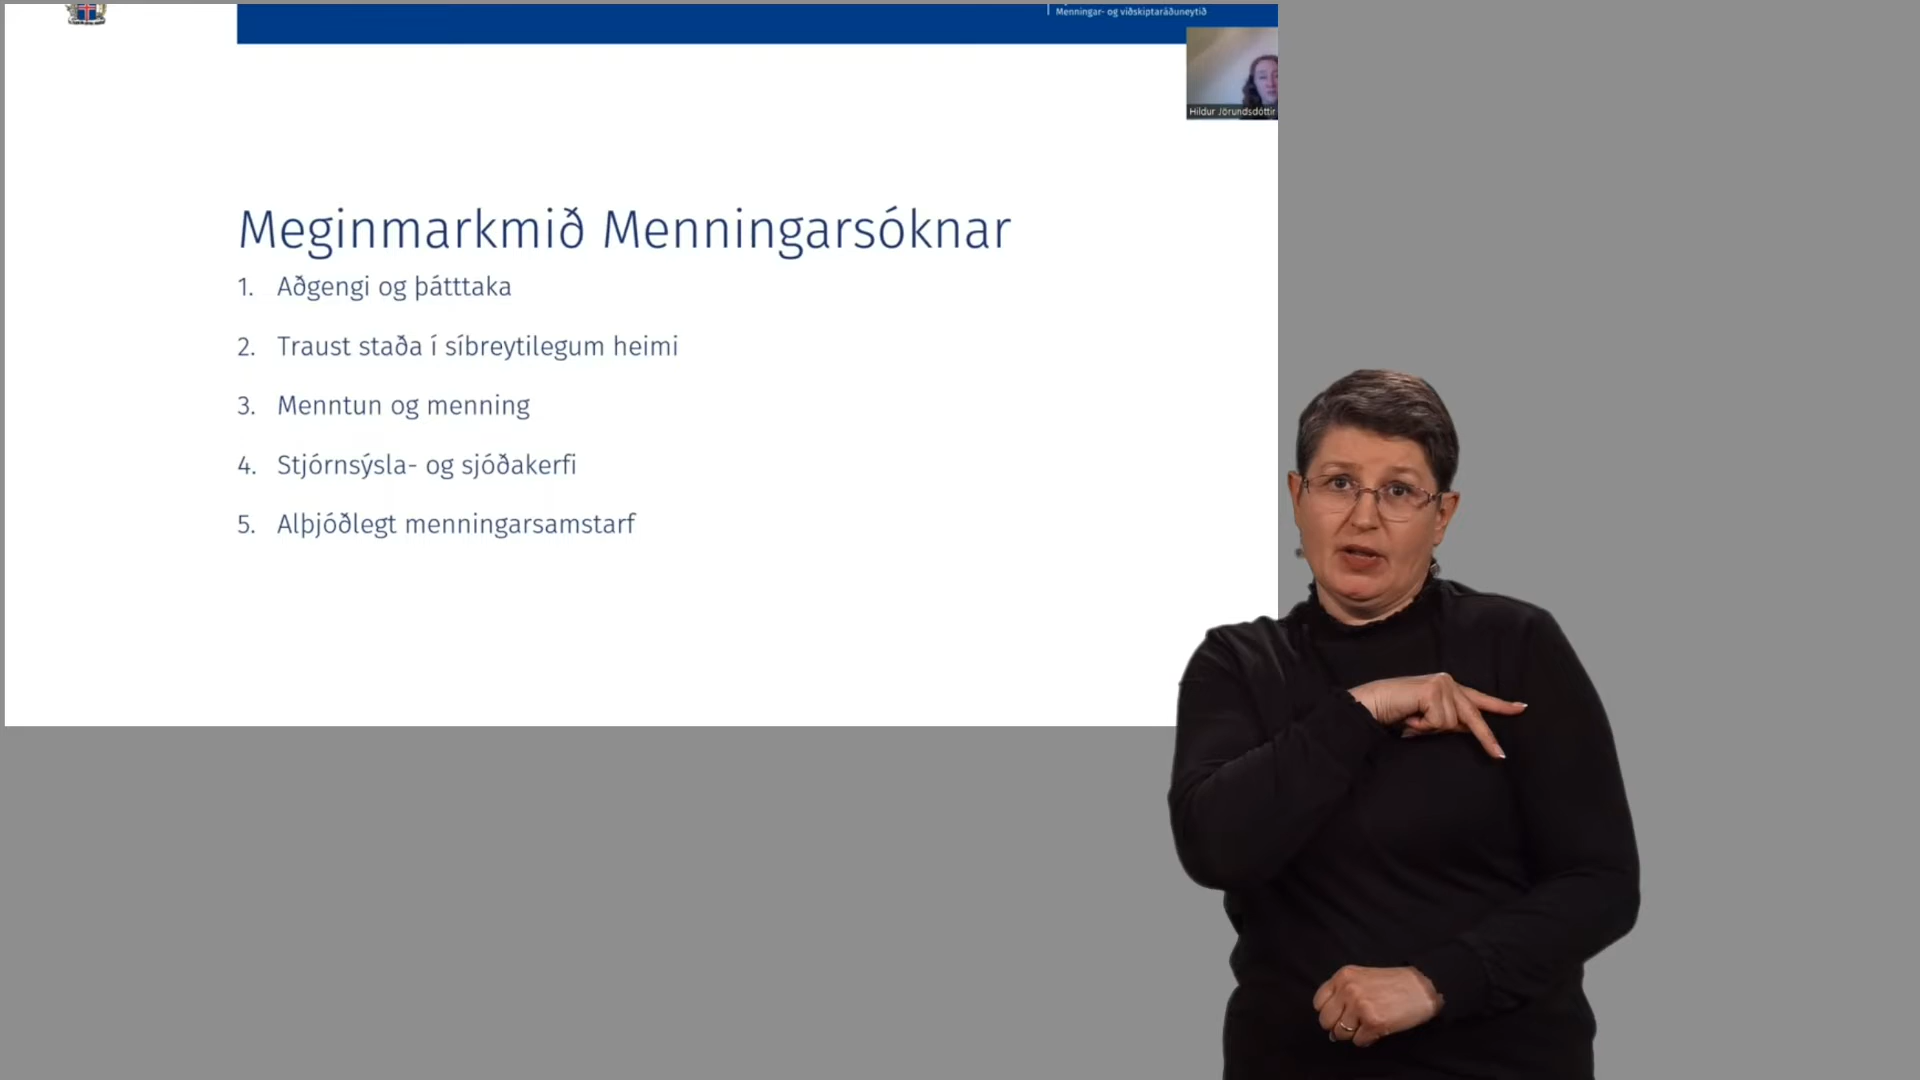 Menningar- og viðskiptaráðuneytið
Hildur Jörundsdóttir
Meginmarkmið Menningarsóknar
1. Aðgengi og þátttaka
2. Traust staða í síbreytilegum heimi
3. Menntun og menning
4. Stjórnsýsla- og sjóðakerfi
5. Alþjóðlegt menningarsamstarf